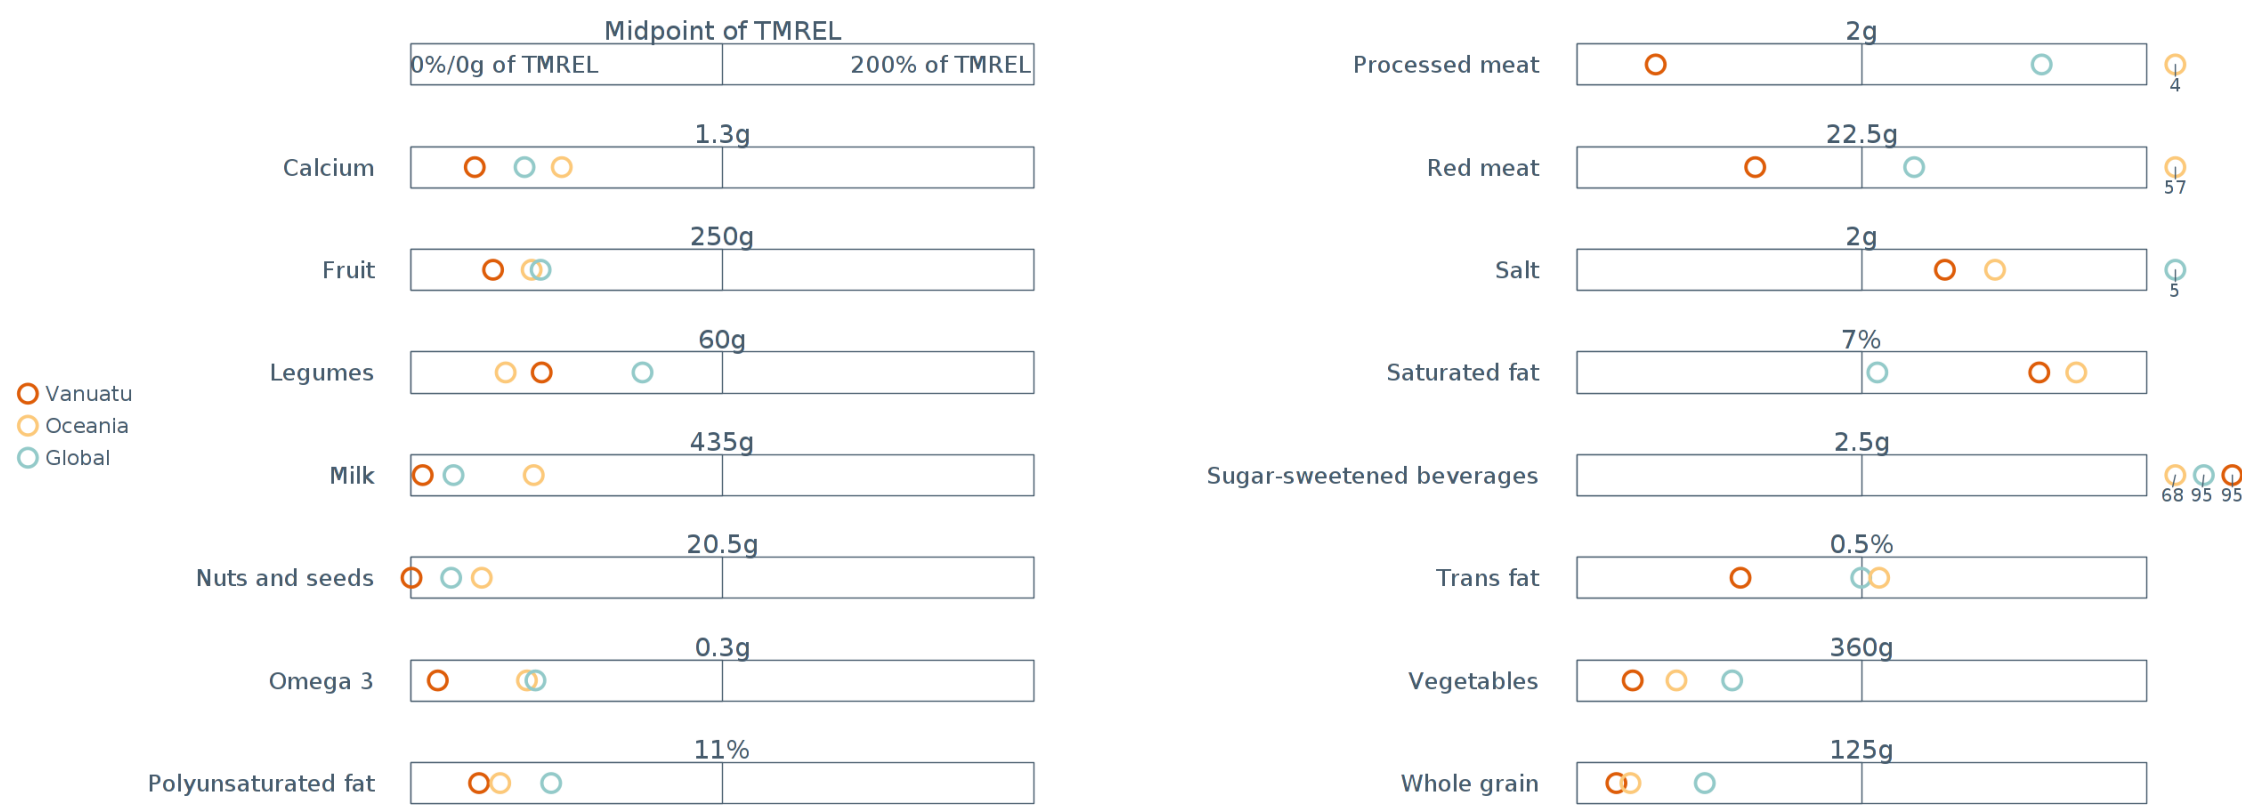 Midpoint of TMREL
0%/0g of TMREL 200% of TMREL
1.3g
Calcium
250g
Fruit
60g
Legumes
435g
Milk
20.5g
Nuts and seeds
0.3g
Omega 3
11%
Polyunsaturated fat
Vanuatu
Oceania
Global
2g
Processed meat
4
22.5g
Red meat
57
2g
Salt
5
7%
Saturated fat
2.5g
Sugar-sweetened beverages
68 95 95
0.5%
Trans fat
360g
Vegetables
125g
Whole grain